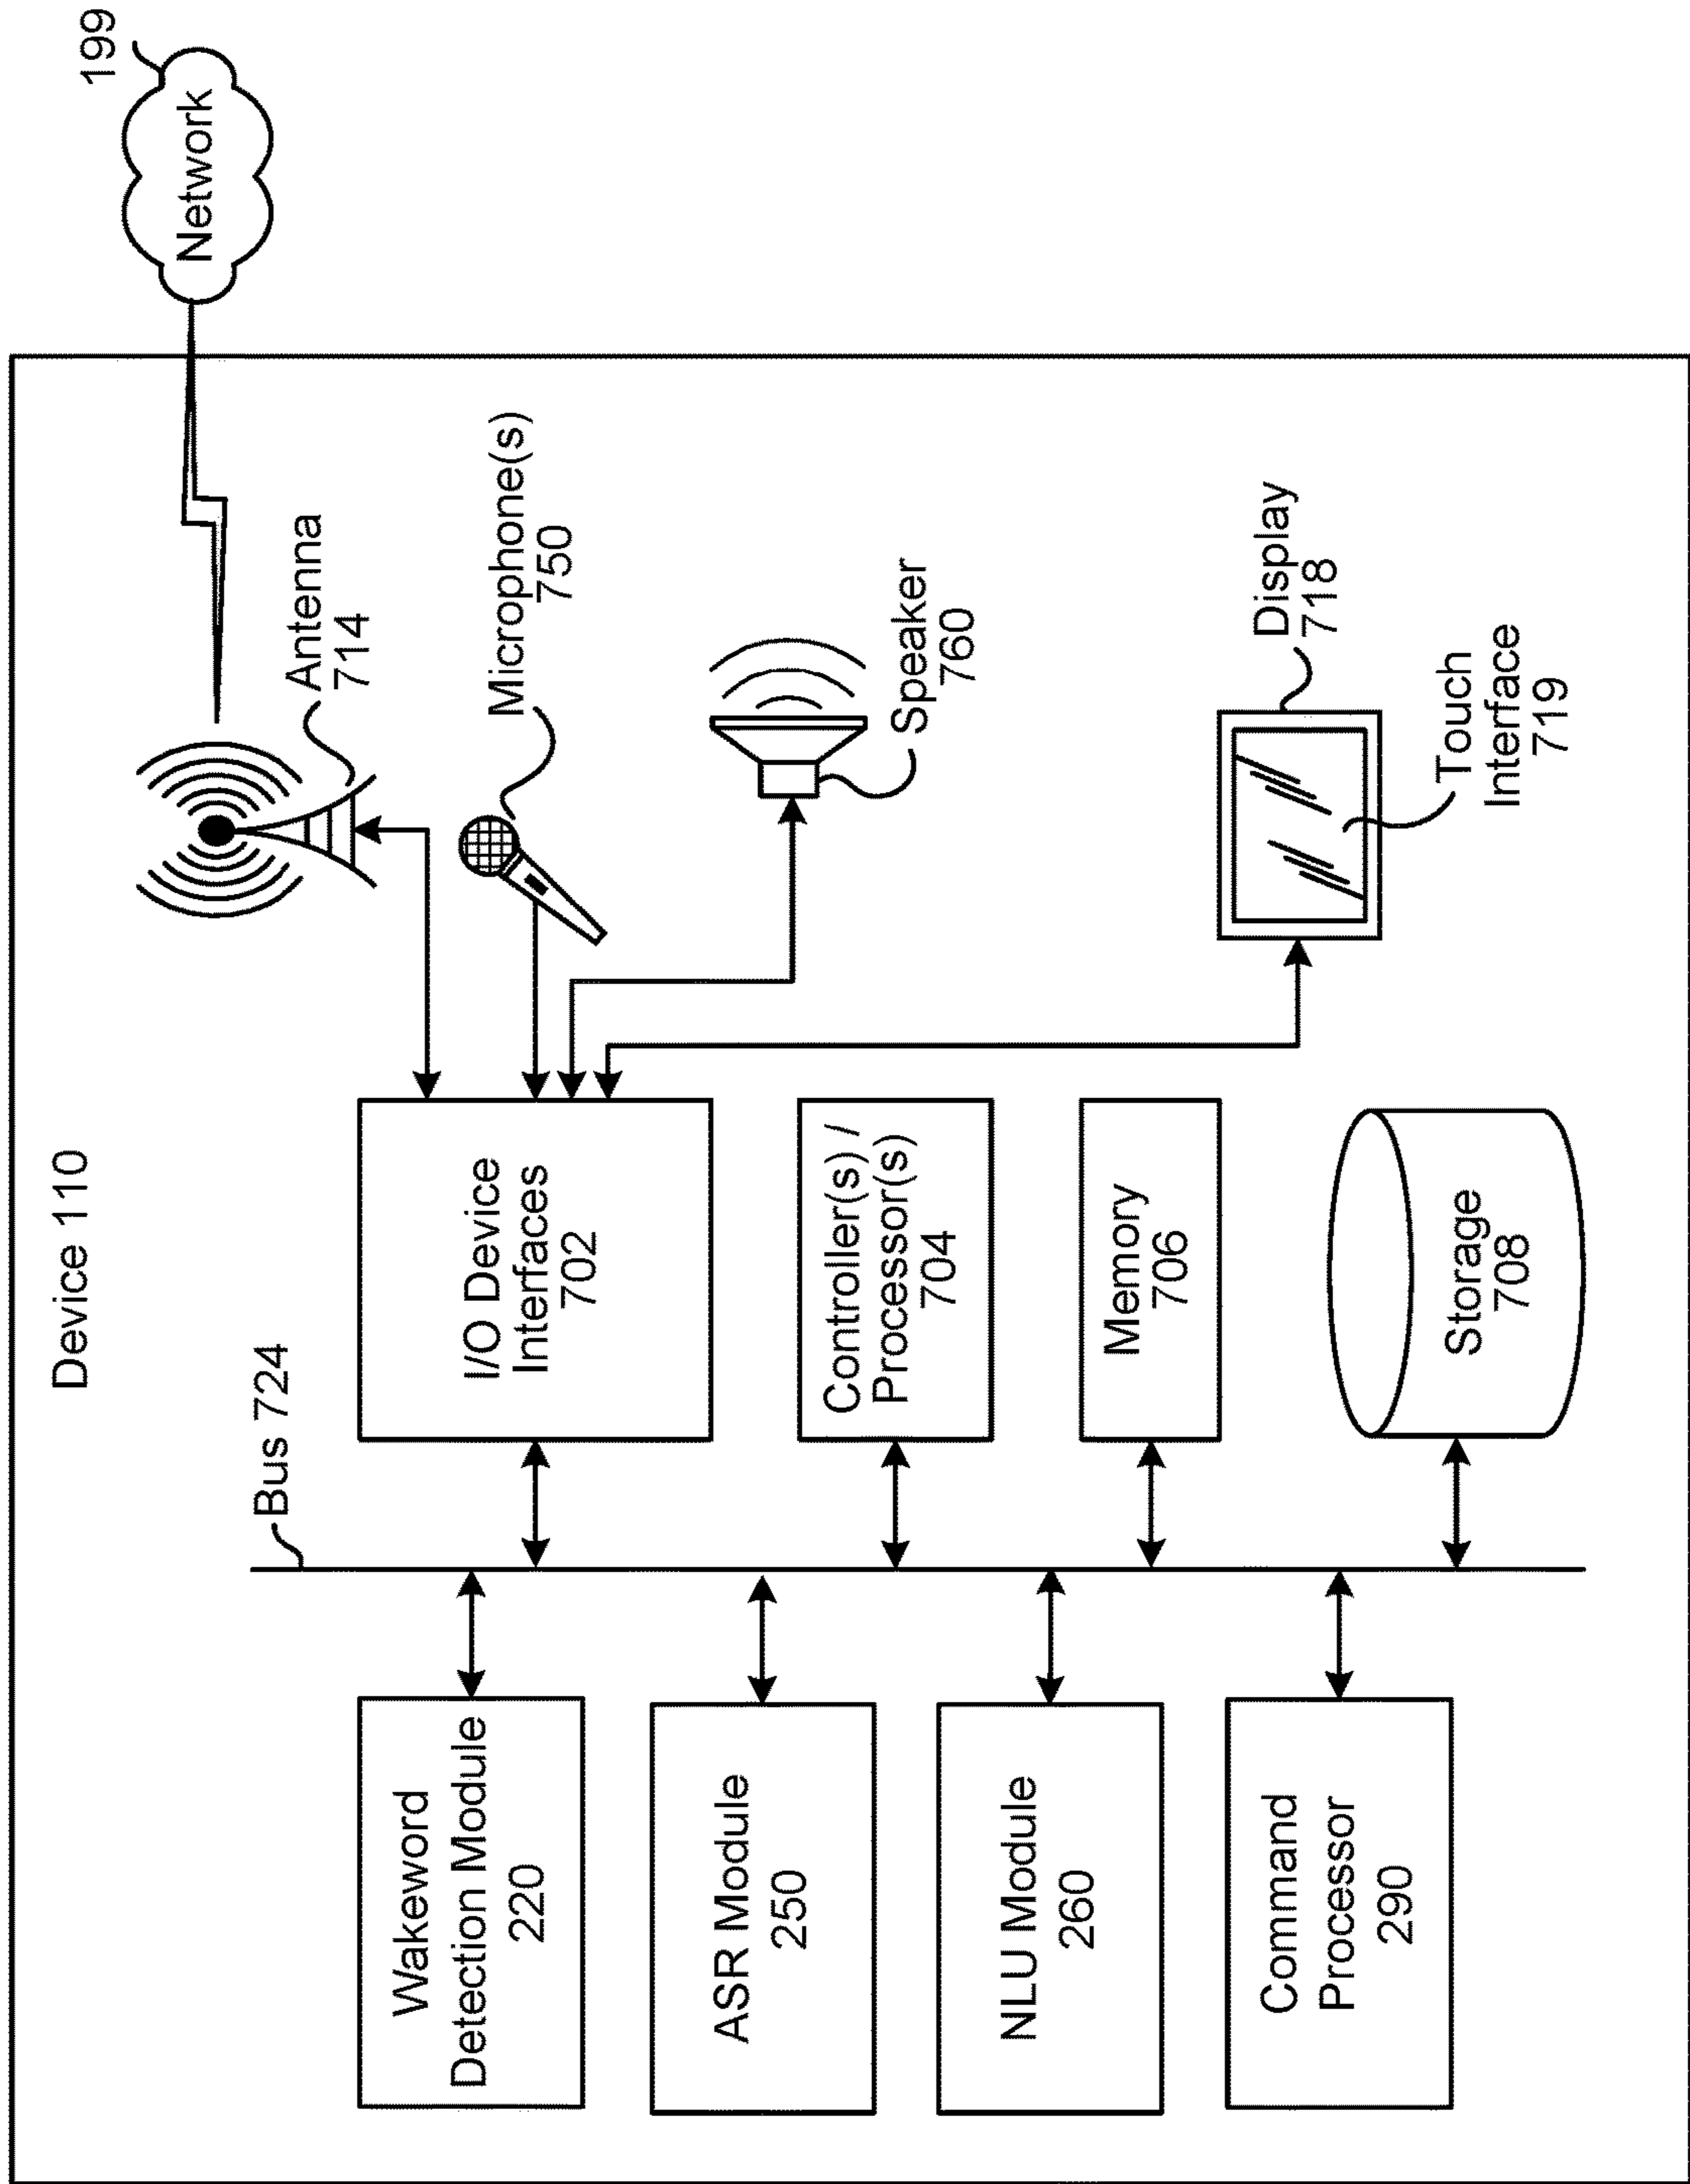 Device 110
Network
199
Bus 724
Antenna
714
Wakeword
Detection Module
220
I/O Device
Interfaces
702
Microphone(s)
750
ASR Module
250
Controller(s) /
Processor(s)
704
Speaker
760
NLU Module
260
Memory
706
Display
718
Command
Processor
290
Storage
708
Touch
Interface
719